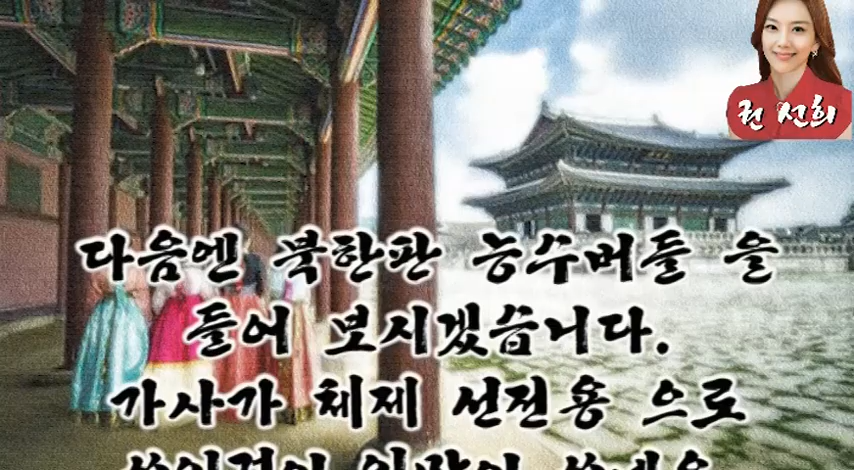 권 선희
다음엔 북한판 능수버들 을
들어 보시겠습니다.
가사가 체제 선전용 으로